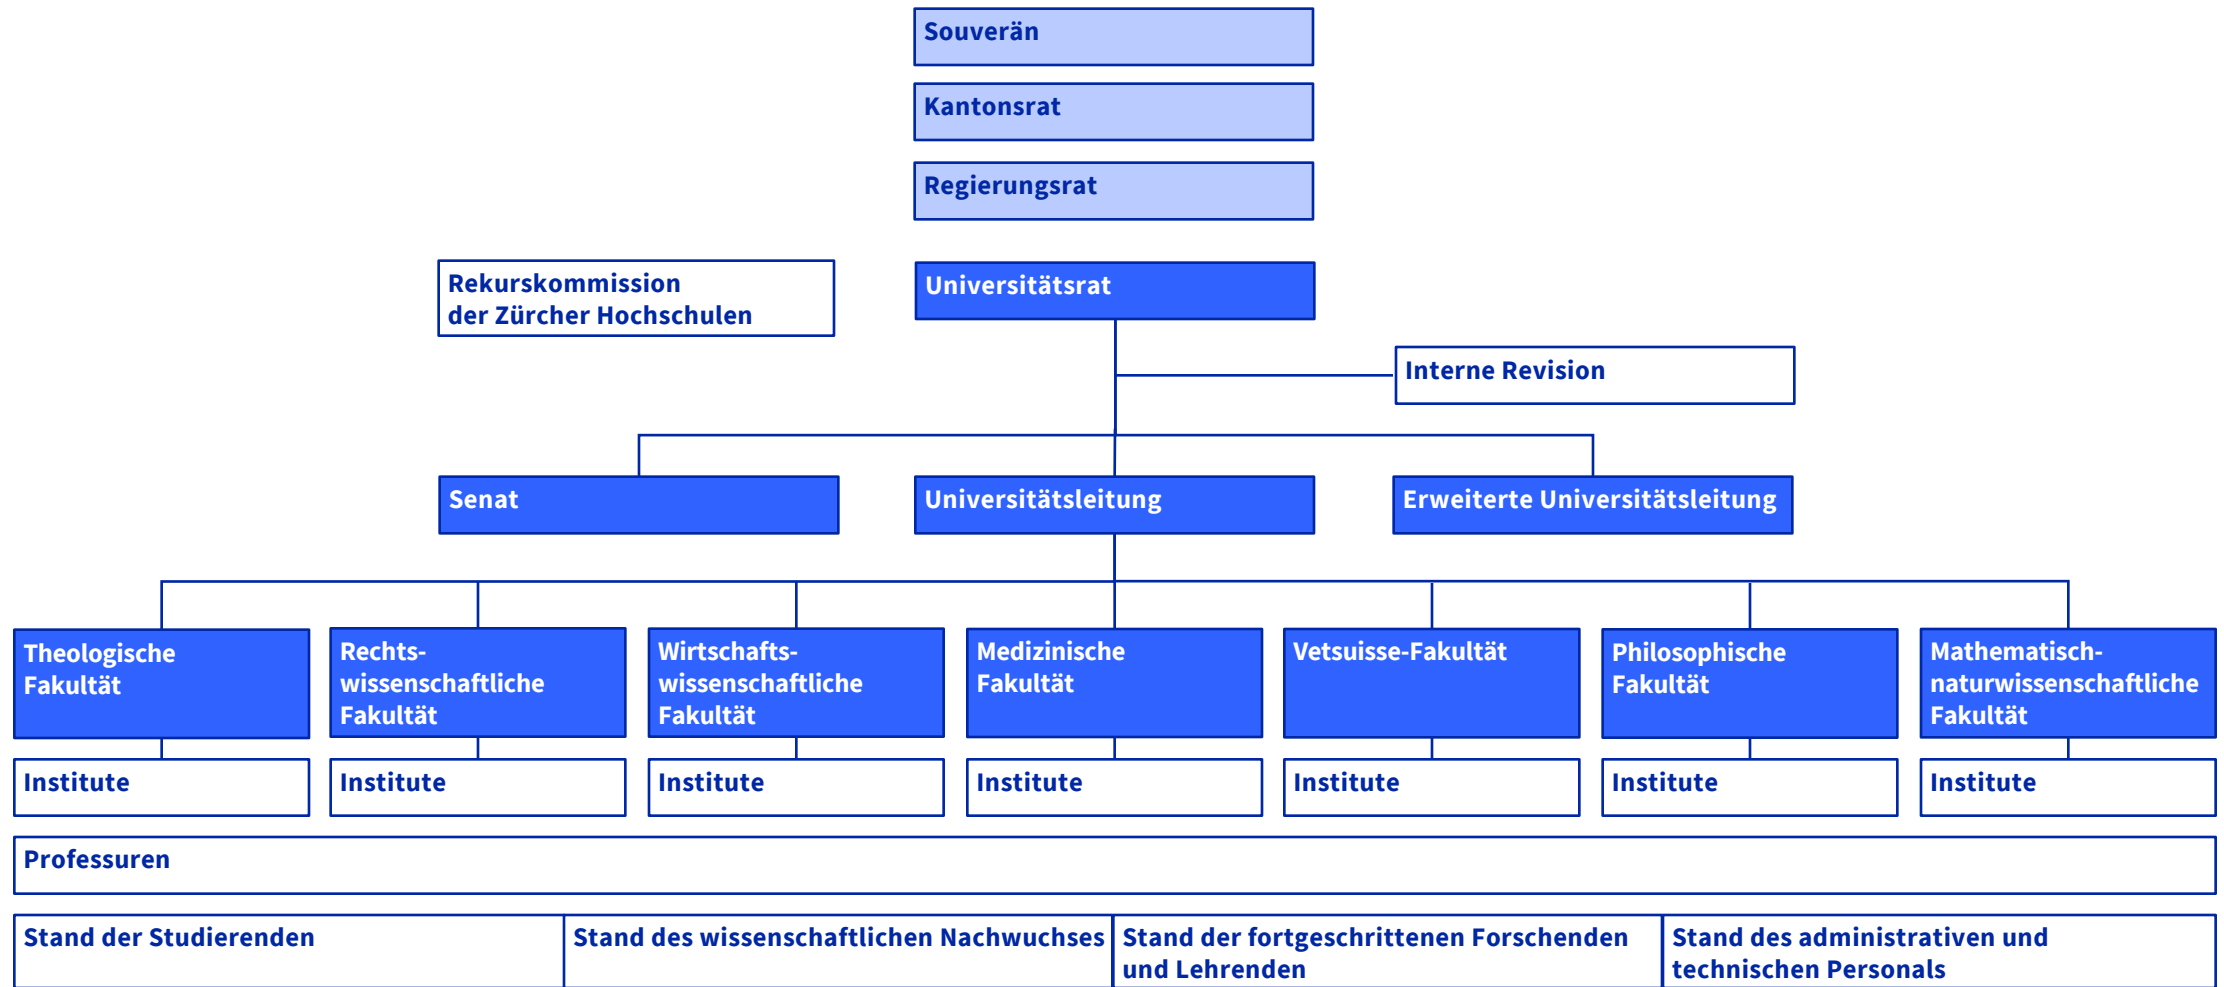 Souverän
Kantonsrat
Regierungsrat
Rekurskommission
der Zürcher Hochschulen
Universitätsrat
Interne Revision
Senat
Universitätsleitung
Erweiterte Universitätsleitung
Theologische
Fakultät
Rechts-
wissenschaftliche
Fakultät
Wirtschafts-
wissenschaftliche
Fakultät
Medizinische
Fakultät
Vetsuisse-Fakultät
Philosophische
Fakultät
Mathematisch-
naturwissenschaftliche
Fakultät
Institute
Institute
Institute
Institute
Institute
Institute
Institute
Professuren
Stand der Studierenden
Stand des wissenschaftlichen Nachwuchses
Stand der fortgeschrittenen Forschenden
und Lehrenden
Stand des administrativen und
technischen Personals